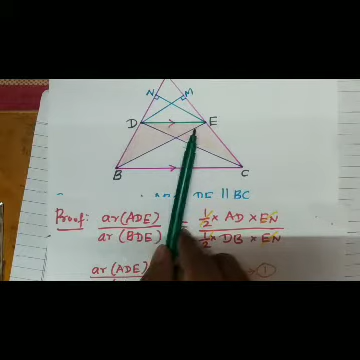 N M
D E
B C
DE || BC
Proof: ar(ADE) / ar(BDE) = 1/2 × AD × EN / 1/2 × DB × EN
ar(ADE) 1